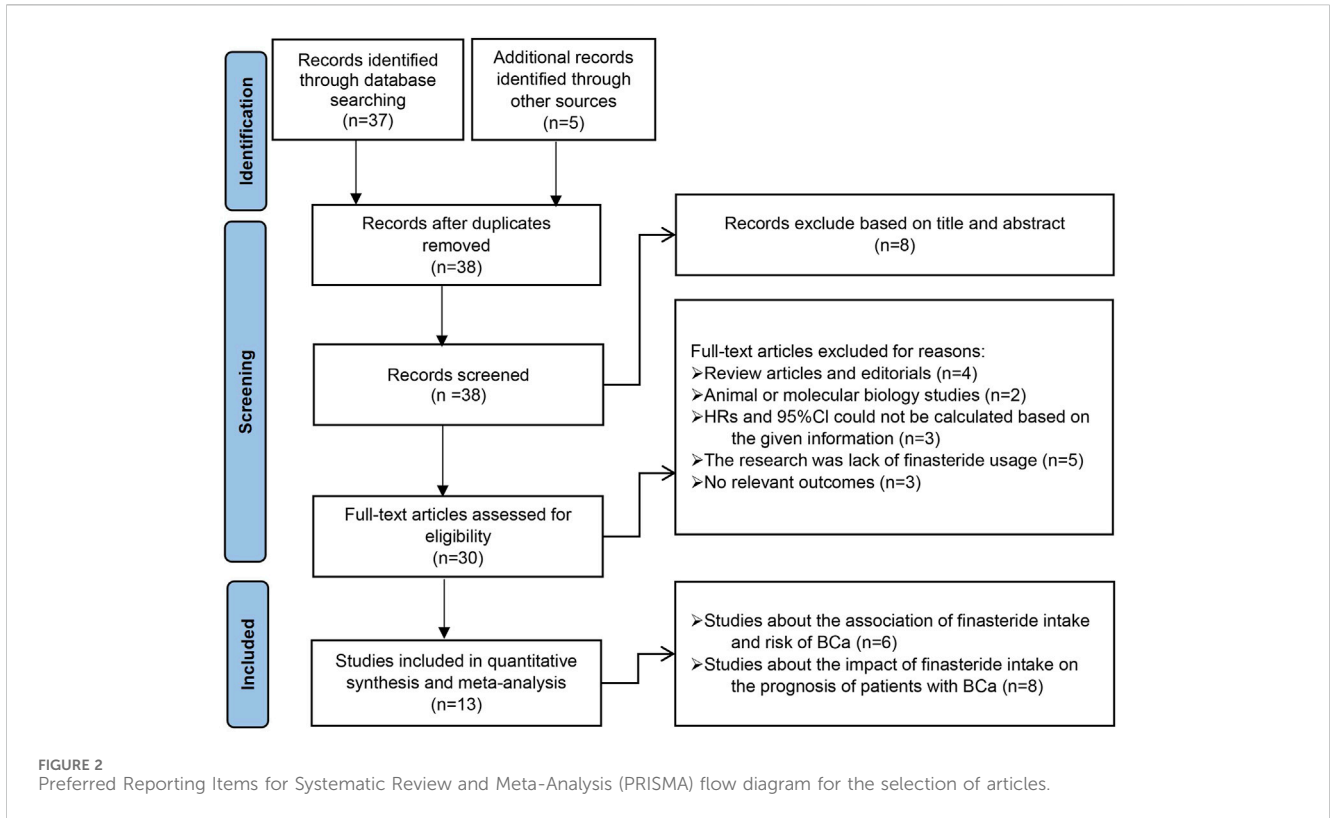 Identification
Records identified
through database
searching
(n=37)
Additional records
identified through
other sources
(n=5)
Screening
Records after duplicates
removed
(n=38)
Records exclude based on title and abstract
(n=8)
Records screened
(n =38)
Full-text articles excluded for reasons:
➢Review articles and editorials (n=4)
➢Animal or molecular biology studies (n=2)
➢HRs and 95%CI could not be calculated based on
the given information (n=3)
➢The research was lack of finasteride usage (n=5)
➢No relevant outcomes (n=3)
Full-text articles assessed for
eligibility
(n=30)
Included
Studies included in quantitative
synthesis and meta-analysis
(n=13)
➢Studies about the association of finasteride intake
and risk of BCa (n=6)
➢Studies about the impact of finasteride intake on
the prognosis of patients with BCa (n=8)
FIGURE 2
Preferred Reporting Items for Systematic Review and Meta-Analysis (PRISMA) flow diagram for the selection of articles.